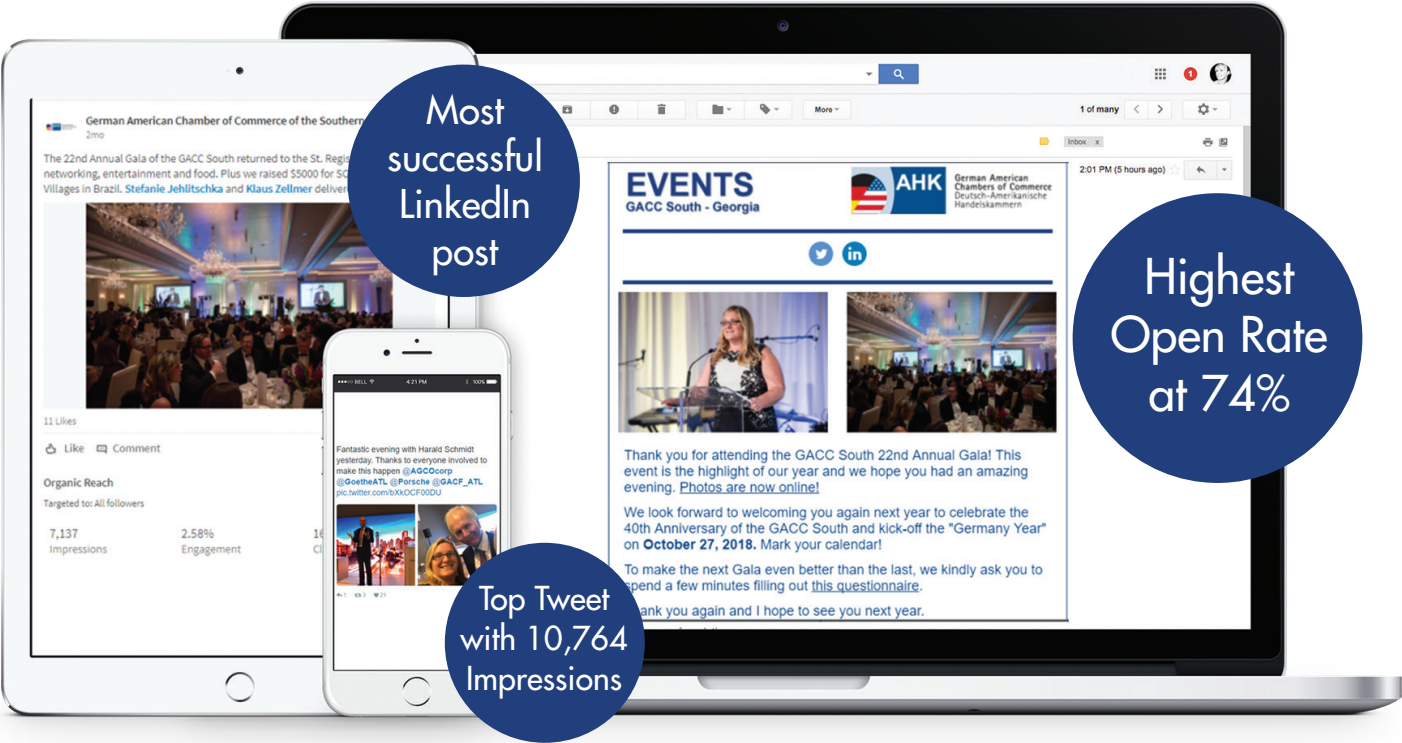 German American Chamber of Commerce of the Southern
2mo
The 22nd Annual Gala of the GACC South returned to the St. Regis
networking, entertainment and food. Plus we raised $5000 for
Villages in Brazil. Stefanie Jehlitschka and Klaus Zellmer
11 Likes
Like Comment
Organic Reach
Targeted to: All followers
7,137 2.58%
Impressions Engagement
Most
successful
LinkedIn
post
BELL 4:21 PM 100%
Fantastic evening with Harald Schmidt
yesterday. Thanks to everyone involved to
make this happen @AGCOcorp
@GoetheATL @Porsche @GACF_ATL
pic.twitter.com/bXkOCF00DU
1 3 21
Top Tweet
with 10,764
Impressions
More 1 of many
1
Inbox x
2:01 PM (5 hours ago)
EVENTS
GACC South - Georgia
AHK
German American
Chambers of Commerce
Deutsch-Amerikanische
Handelskammern
in
Thank you for attending the GACC South 22nd Annual Gala! This
event is the highlight of our year and we hope you had an amazing
evening. Photos are now online!
We look forward to welcoming you again next year to celebrate the
40th Anniversary of the GACC South and kick-off the "Germany Year"
on October 27, 2018. Mark your calendar!
To make the next Gala even better than the last, we kindly ask you to
spend a few minutes filling out this questionnaire.
ank you again and I hope to see you next year.
Highest
Open Rate
at 74%